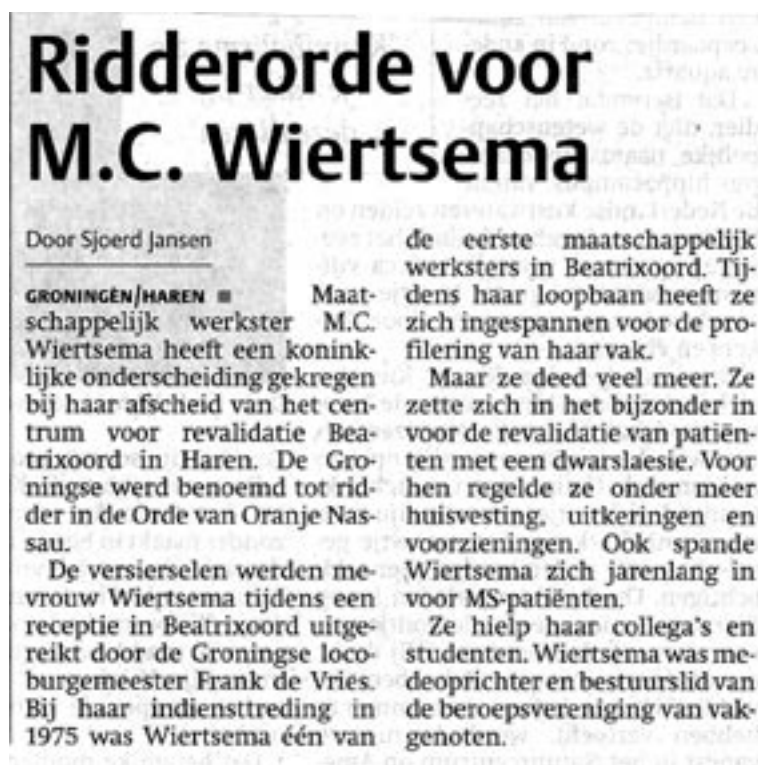 Ridderorde voor
M.C. Wiertsema
Door Sjoerd Jansen
GRONINGEN/HAREN ■ Maat-
schappelijk werkster M.C.
Wiertsema heeft een konink-
lijke onderscheiding gekregen
bij haar afscheid van het cen-
trum voor revalidatie Bea-
trixoord in Haren. De Gro-
ningse werd benoemd tot rid-
der in de Orde van Oranje Nas-
sau.
De versierselen werden me-
vrouw Wiertsema tijdens een
receptie in Beatrixoord uitge-
reikt door de Groningse loco-
burgemeester Frank de Vries.
Bij haar indiensttreding in
1975 was Wiertsema één van
de eerste maatschappelijk
werksters in Beatrixoord. Tij-
dens haar loopbaan heeft ze
zich ingespannen voor de pro-
filering van haar vak.
Maar ze deed veel meer. Ze
zette zich in het bijzonder in
voor de revalidatie van patiën-
ten met een dwarslaesie. Voor
hen regelde ze onder meer
huisvesting, uitkeringen en
voorzieningen. Ook spande
Wiertsema zich jarenlang in
voor MS-patiënten.
Ze hielp haar collega's en
studenten. Wiertsema was me-
deoprichter en bestuurslid van
de beroepsvereniging van vak-
genoten.